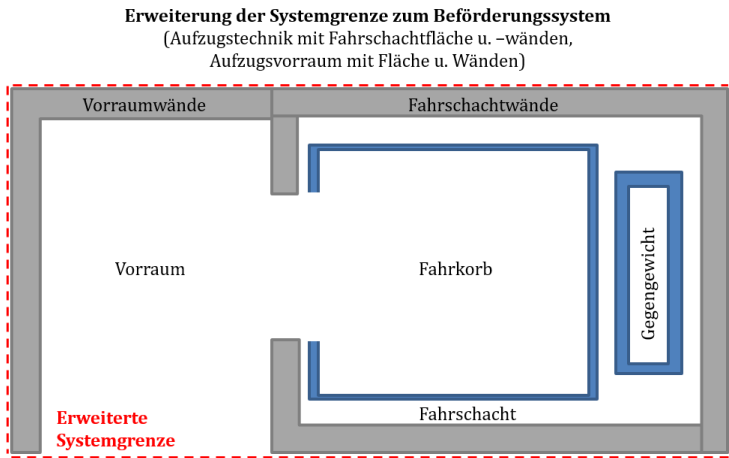 Erweiterung der Systemgrenze zum Beförderungssystem
(Aufzugstechnik mit Fahrschachtfläche u. –wänden,
Aufzugsvorraum mit Fläche u. Wänden)
Vorraumwände
Fahrschachtwände
Vorraum
Fahrkorb
Gegengewicht
Fahrschacht
Erweiterte
Systemgrenze